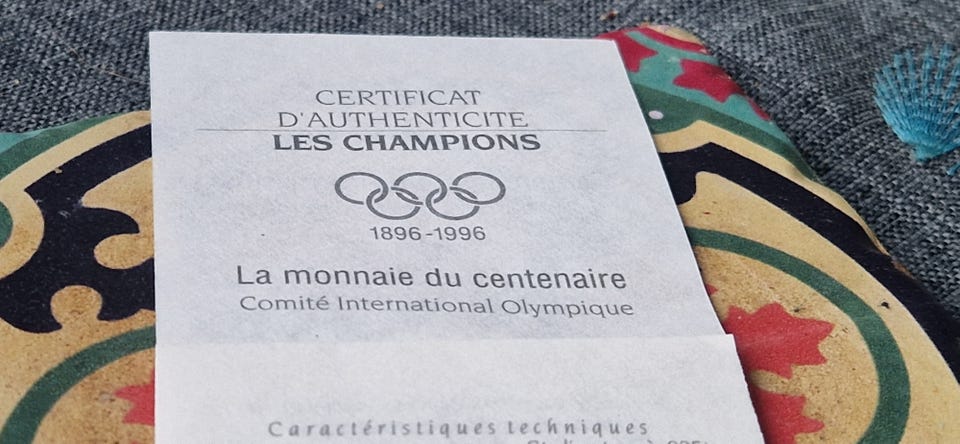 CERTIFICAT
D'AUTHENTICITE
LES CHAMPIONS
1896-1996
La monnaie du centenaire
Comité International Olympique
Caractéristiques techniques